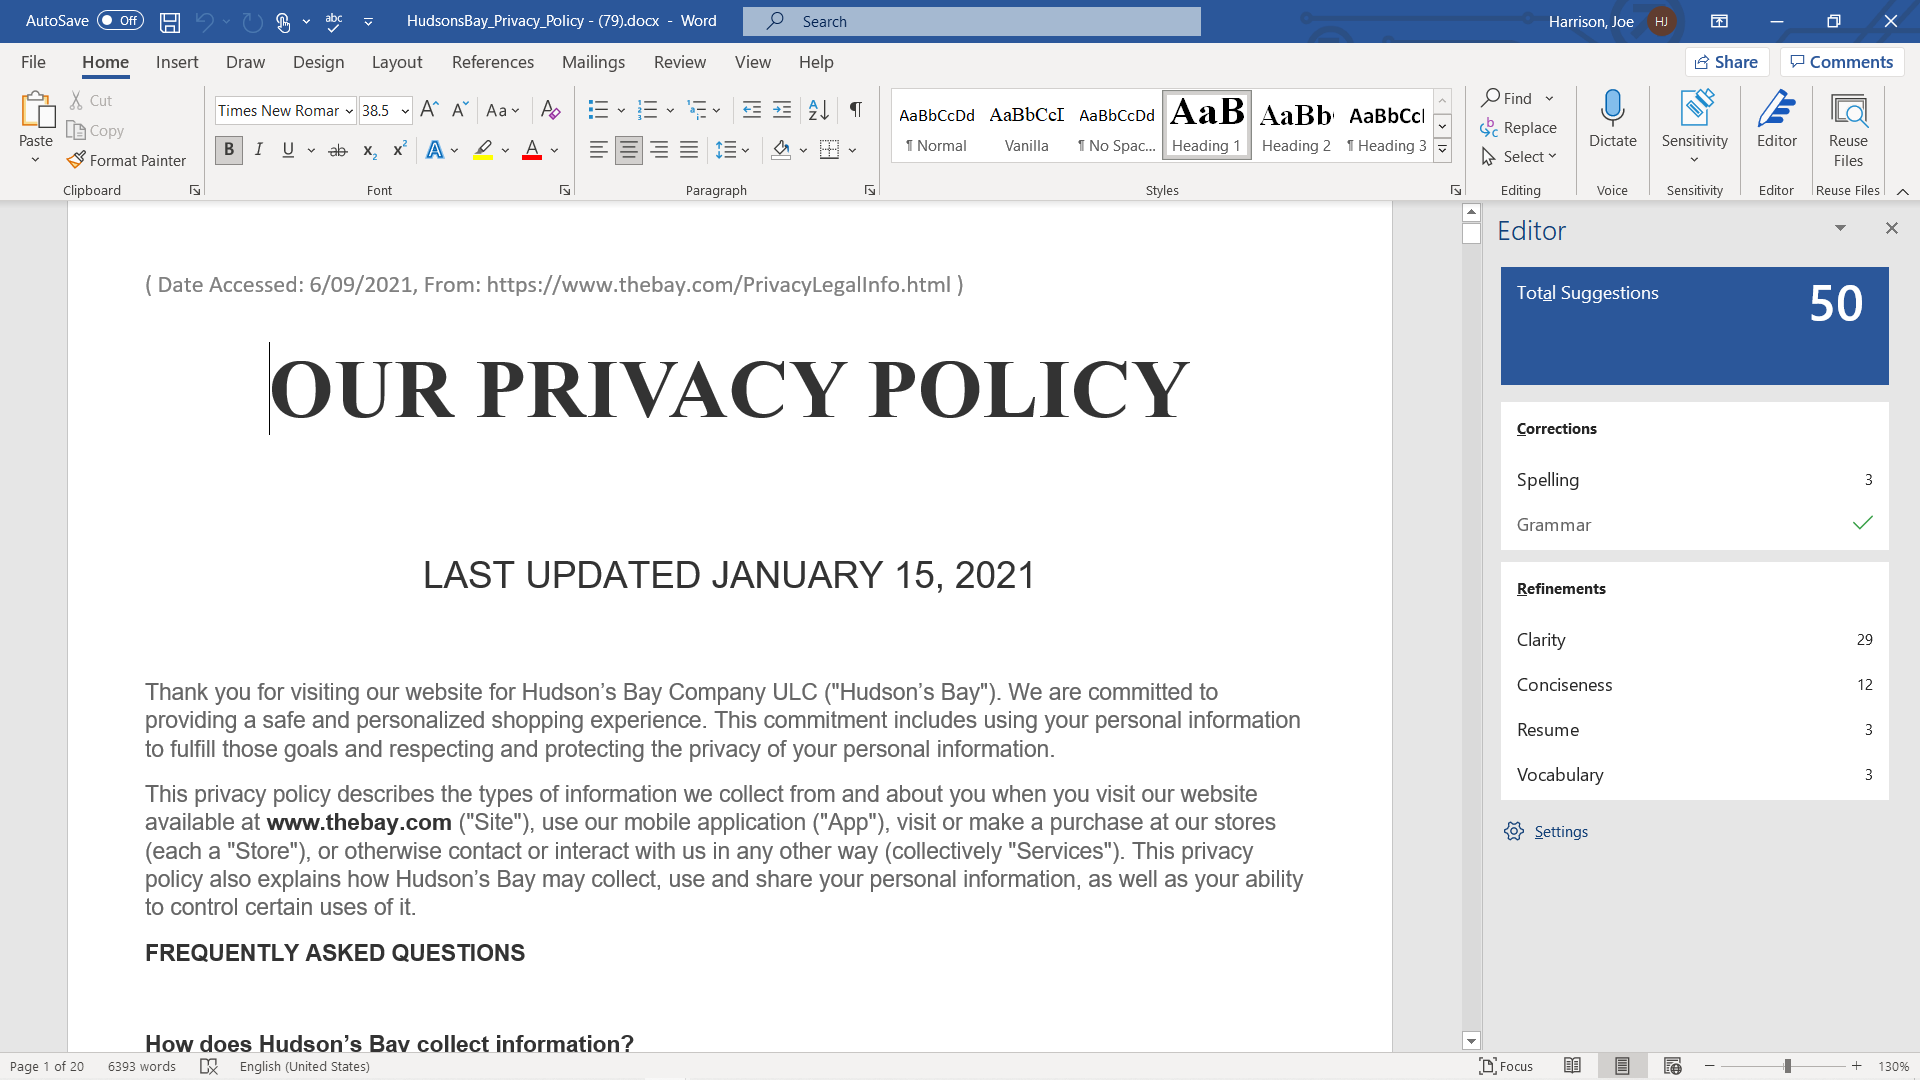 AutoSave Off HudsonsBay_Privacy_Policy - (79).docx - Word Search Harrison, Joe HJ
File Home Insert Draw Design Layout References Mailings Review View Help Share Comments
Paste
Cut
Copy
Format Painter
Clipboard
Times New Romar 38.5
Font
Paragraph
AaBbCcDd AaBbCcI AaBbCcDd AaB AaBb AaBbCcI
¶ Normal Vanilla ¶ No Spac... Heading 1 Heading 2 ¶ Heading 3
Styles
Find
Replace
Select
Editing
Dictate
Voice
Sensitivity
Sensitivity
Editor
Editor
Reuse
Files
Reuse Files
( Date Accessed: 6/09/2021, From: https://www.thebay.com/PrivacyLegalInfo.html )
OUR PRIVACY POLICY
LAST UPDATED JANUARY 15, 2021
Thank you for visiting our website for Hudson’s Bay Company ULC ("Hudson’s Bay"). We are committed to
providing a safe and personalized shopping experience. This commitment includes using your personal information
to fulfill those goals and respecting and protecting the privacy of your personal information.
This privacy policy describes the types of information we collect from and about you when you visit our website
available at www.thebay.com ("Site"), use our mobile application ("App"), visit or make a purchase at our stores
(each a "Store"), or otherwise contact or interact with us in any other way (collectively "Services"). This privacy
policy also explains how Hudson’s Bay may collect, use and share your personal information, as well as your ability
to control certain uses of it.
FREQUENTLY ASKED QUESTIONS
How does Hudson’s Bay collect information?
Editor
Total Suggestions 50
Corrections
Spelling 3
Grammar
Refinements
Clarity 29
Conciseness 12
Resume 3
Vocabulary 3
Settings
Page 1 of 20 6393 words English (United States) Focus 130%